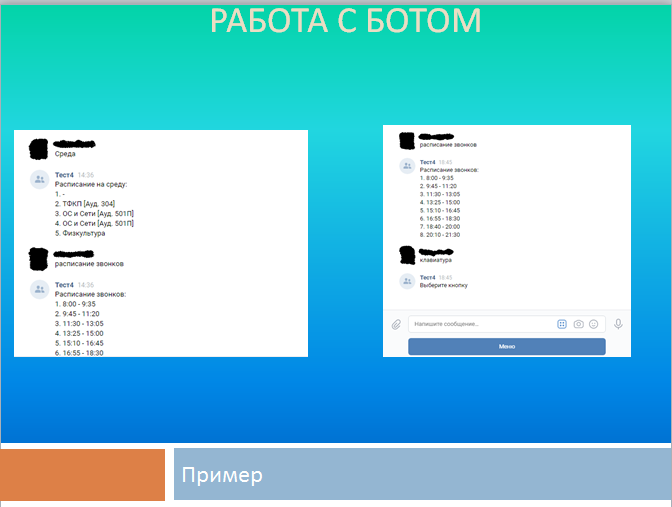 РАБОТА С БОТОМ
Среда
Тест4 14:36
Расписание на среду:
1. -
2. ТФКП [Ауд. 304]
3. ОС и Сети [Ауд. 501П]
4. ОС и Сети [Ауд. 501П]
5. Физкультура
расписание звонков
Тест4 14:36
Расписание звонков:
1. 8:00 - 9:35
2. 9:45 - 11:20
3. 11:30 - 13:05
4. 13:25 - 15:00
5. 15:10 - 16:45
6. 16:55 - 18:30
расписание звонков
Тест4 18:45
Расписание звонков:
1. 8:00 - 9:35
2. 9:45 - 11:20
3. 11:30 - 13:05
4. 13:25 - 15:00
5. 15:10 - 16:45
6. 16:55 - 18:30
7. 18:40 - 20:00
8. 20:10 - 21:30
клавиатура
Тест4 18:45
Выберите кнопку
Напишите сообщение...
Меню
Пример